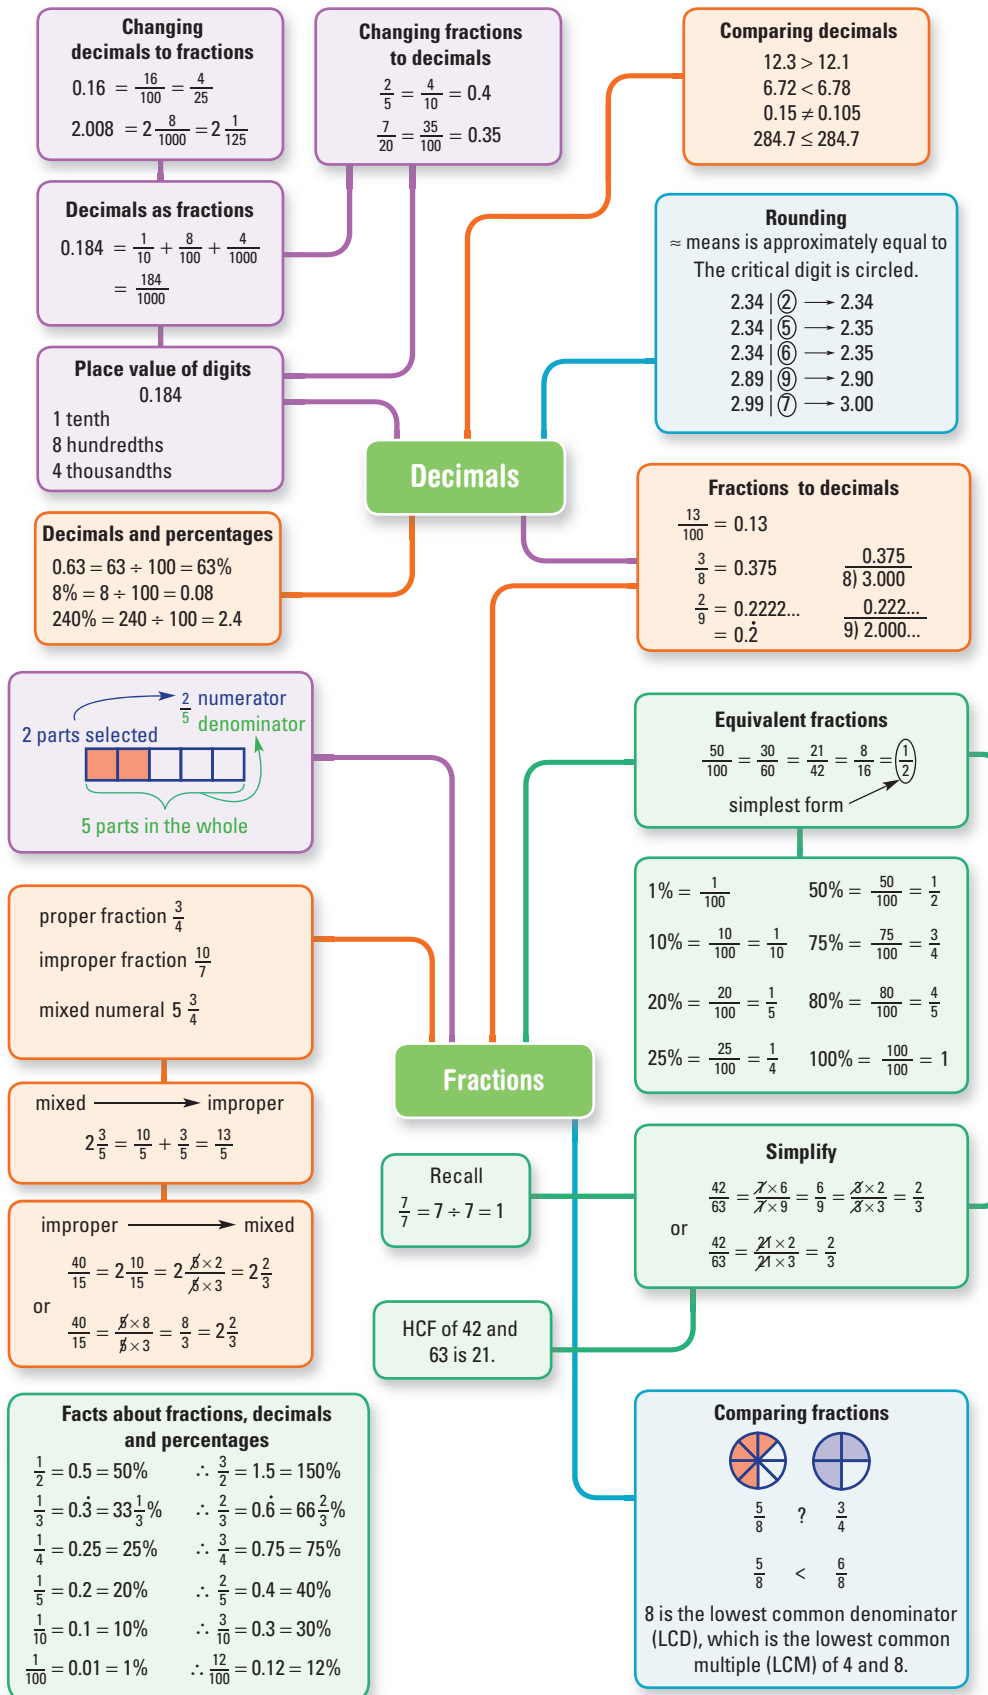 Changing
decimals to fractions
0.16 = 16/100 = 4/25
2.008 = 2 8/1000 = 2 1/125
Changing fractions
to decimals
2/5 = 4/10 = 0.4
7/20 = 35/100 = 0.35
Comparing decimals
12.3 > 12.1
6.72 < 6.78
0.15 ≠ 0.105
284.7 ≤ 284.7
Decimals as fractions
0.184 = 1/10 + 8/100 + 4/1000
= 184/1000
Rounding
≈ means is approximately equal to
The critical digit is circled.
2.34 | ② → 2.34
2.34 | ⑤ → 2.35
2.34 | ⑥ → 2.35
2.89 | ⑨ → 2.90
2.99 | ⑦ → 3.00
Place value of digits
0.184
1 tenth
8 hundredths
4 thousandths
Decimals
Decimals and percentages
0.63 = 63 ÷ 100 = 63%
8% = 8 ÷ 100 = 0.08
240% = 240 ÷ 100 = 2.4
Fractions to decimals
13/100 = 0.13
3/8 = 0.375
0.375
8) 3.000
2/9 = 0.2222...
= 0.2̇
0.222...
9) 2.000...
2/5 numerator
denominator
2 parts selected
5 parts in the whole
Equivalent fractions
50/100 = 30/60 = 21/42 = 8/16 = 1/2
simplest form
1% = 1/100
50% = 50/100 = 1/2
10% = 10/100 = 1/10
75% = 75/100 = 3/4
20% = 20/100 = 1/5
80% = 80/100 = 4/5
25% = 25/100 = 1/4
100% = 100/100 = 1
proper fraction 3/4
improper fraction 10/7
mixed numeral 5 3/4
Fractions
mixed → improper
2 3/5 = 10/5 + 3/5 = 13/5
improper → mixed
40/15 = 2 10/15 = 2 5×2/5×3 = 2 2/3
or
40/15 = 5×8/5×3 = 8/3 = 2 2/3
Recall
7/7 = 7 ÷ 7 = 1
Simplify
42/63 = 7×6/7×9 = 6/9 = 3×2/3×3 = 2/3
or
42/63 = 21×2/21×3 = 2/3
HCF of 42 and
63 is 21.
Facts about fractions, decimals
and percentages
1/2 = 0.5 = 50% ∴ 3/2 = 1.5 = 150%
1/3 = 0.3̇ = 33 1/3% ∴ 2/3 = 0.6̇ = 66 2/3%
1/4 = 0.25 = 25% ∴ 3/4 = 0.75 = 75%
1/5 = 0.2 = 20% ∴ 2/5 = 0.4 = 40%
1/10 = 0.1 = 10% ∴ 3/10 = 0.3 = 30%
1/100 = 0.01 = 1% ∴ 12/100 = 0.12 = 12%
Comparing fractions
5/8 ? 3/4
5/8 < 6/8
8 is the lowest common denominator
(LCD), which is the lowest common
multiple (LCM) of 4 and 8.